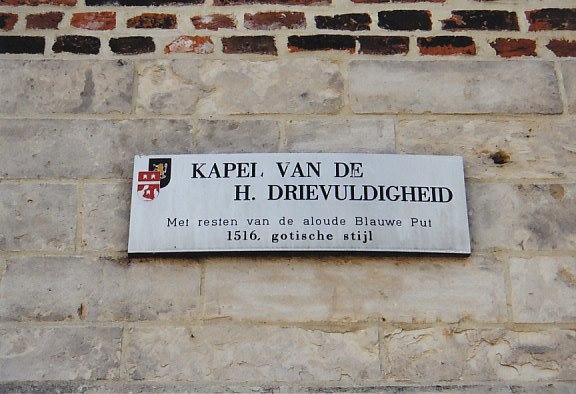 KAPEL VAN DE
H. DRIEVULDIGHEID
Met resten van de aloude Blauwe Put
1516. gotische stijl